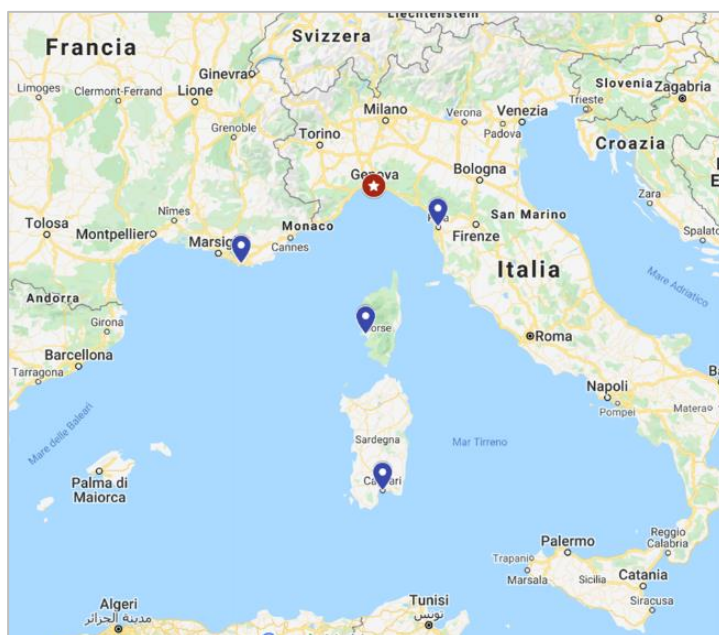 Liechtenstein
Francia
Svizzera
Ginevra
Limoges
Clermont-Ferrand
Lione
Slovenia
Zagabria
Grenoble
Milano
Verona
Venezia
Trieste
Padova
Torino
Croazia
Genova
Bologna
Zara
Nîmes
Monaco
San Marino
Tolosa
Montpellier
Cannes
Firenze
Spalato
Italia
Mare Adriatico
Andorra
Girona
Roma
Barcellona
Tarragona
Napoli
Pompei
Matera
Mare delle Baleari
Sardegna
Mar Tirreno
Palma di
Maiorca
Palermo
Reggio
Calabria
Trapani
Marsala
Sicilia
Catania
Siracusa
Algeri
مدينة الجزائر
Tunisi
تونس